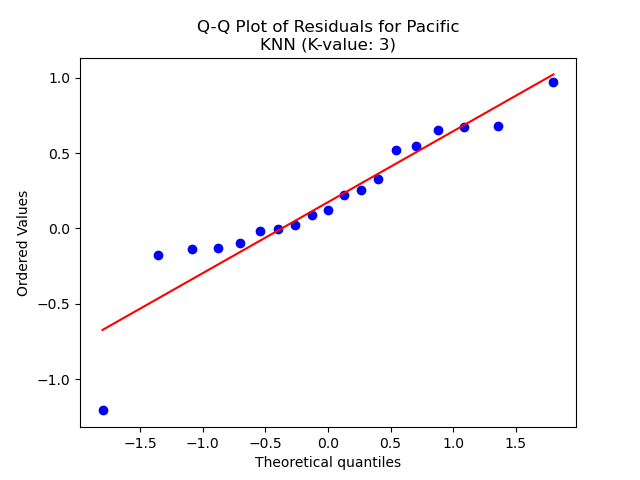 Q-Q Plot of Residuals for Pacific
KNN (K-value: 3)
Ordered Values
1.0
0.5
0.0
−0.5
−1.0
−1.5 −1.0 −0.5 0.0 0.5 1.0 1.5
Theoretical quantiles